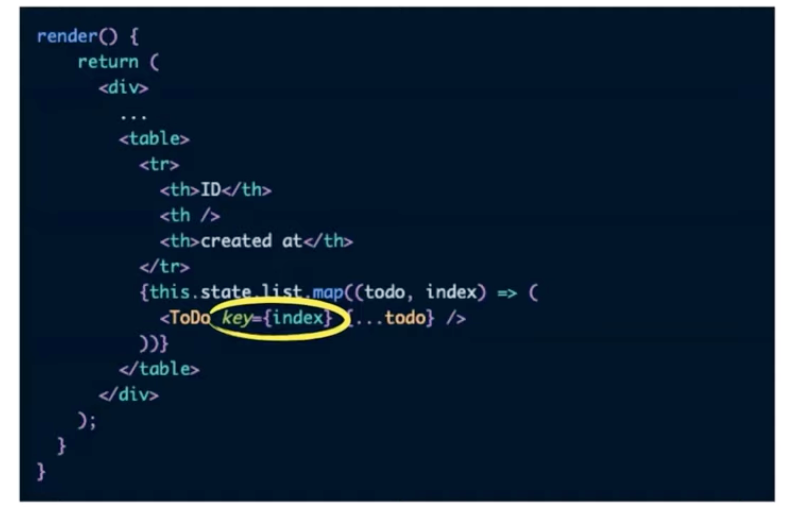 render() {
return (
<div>
...
<table>
<tr>
<th>ID</th>
<th />
<th>created at</th>
</tr>
{this.state.list.map((todo, index) => (
<ToDo key={index} {...todo} />
))}
</table>
</div>
);
}
}